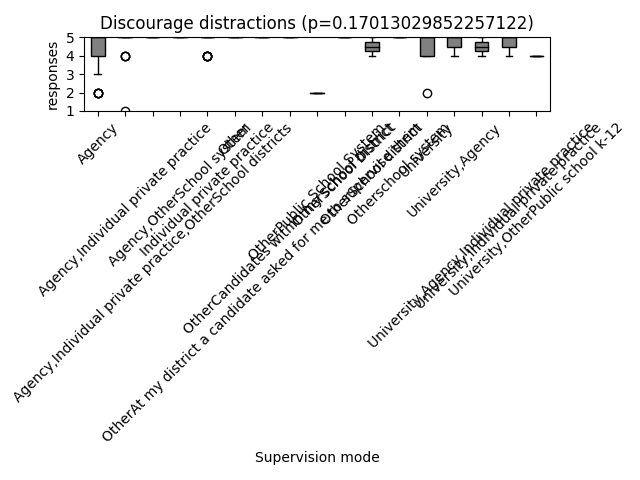 Discourage distractions (p=0.17013029852257122)
responses
5
4
3
2
1
Agency
Agency,Individual private practice
Agency,Individual private practice,OtherSchool districts
Agency,OtherSchool system
Individual private practice
Other
OtherAt my district a candidate asked for me to
OtherCandidates within my school district
OtherPublic School System
OtherSchool District
OtherSchool district
Otherschool system
University
University,Agency
University,Agency,Individual private practice
University,Individual private practice
University,OtherPublic school k-12
Supervision mode